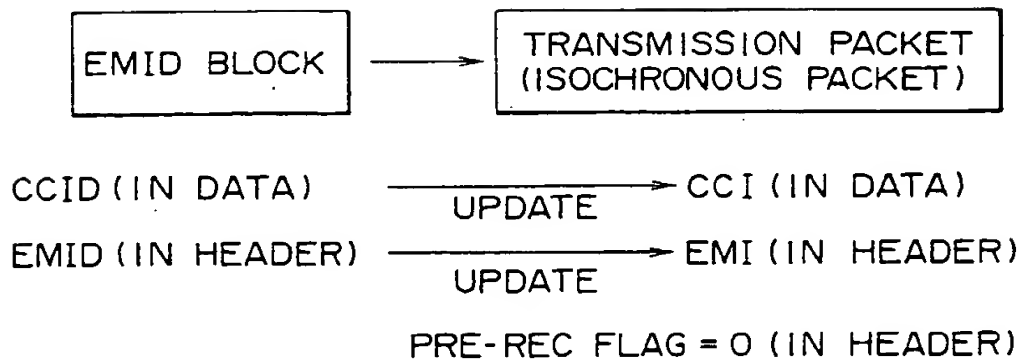 EMID BLOCK
TRANSMISSION PACKET
(ISOCHRONOUS PACKET)
CCID (IN DATA)
UPDATE
CCI (IN DATA)
EMID (IN HEADER)
UPDATE
EMI (IN HEADER)
PRE-REC FLAG = 0 (IN HEADER)